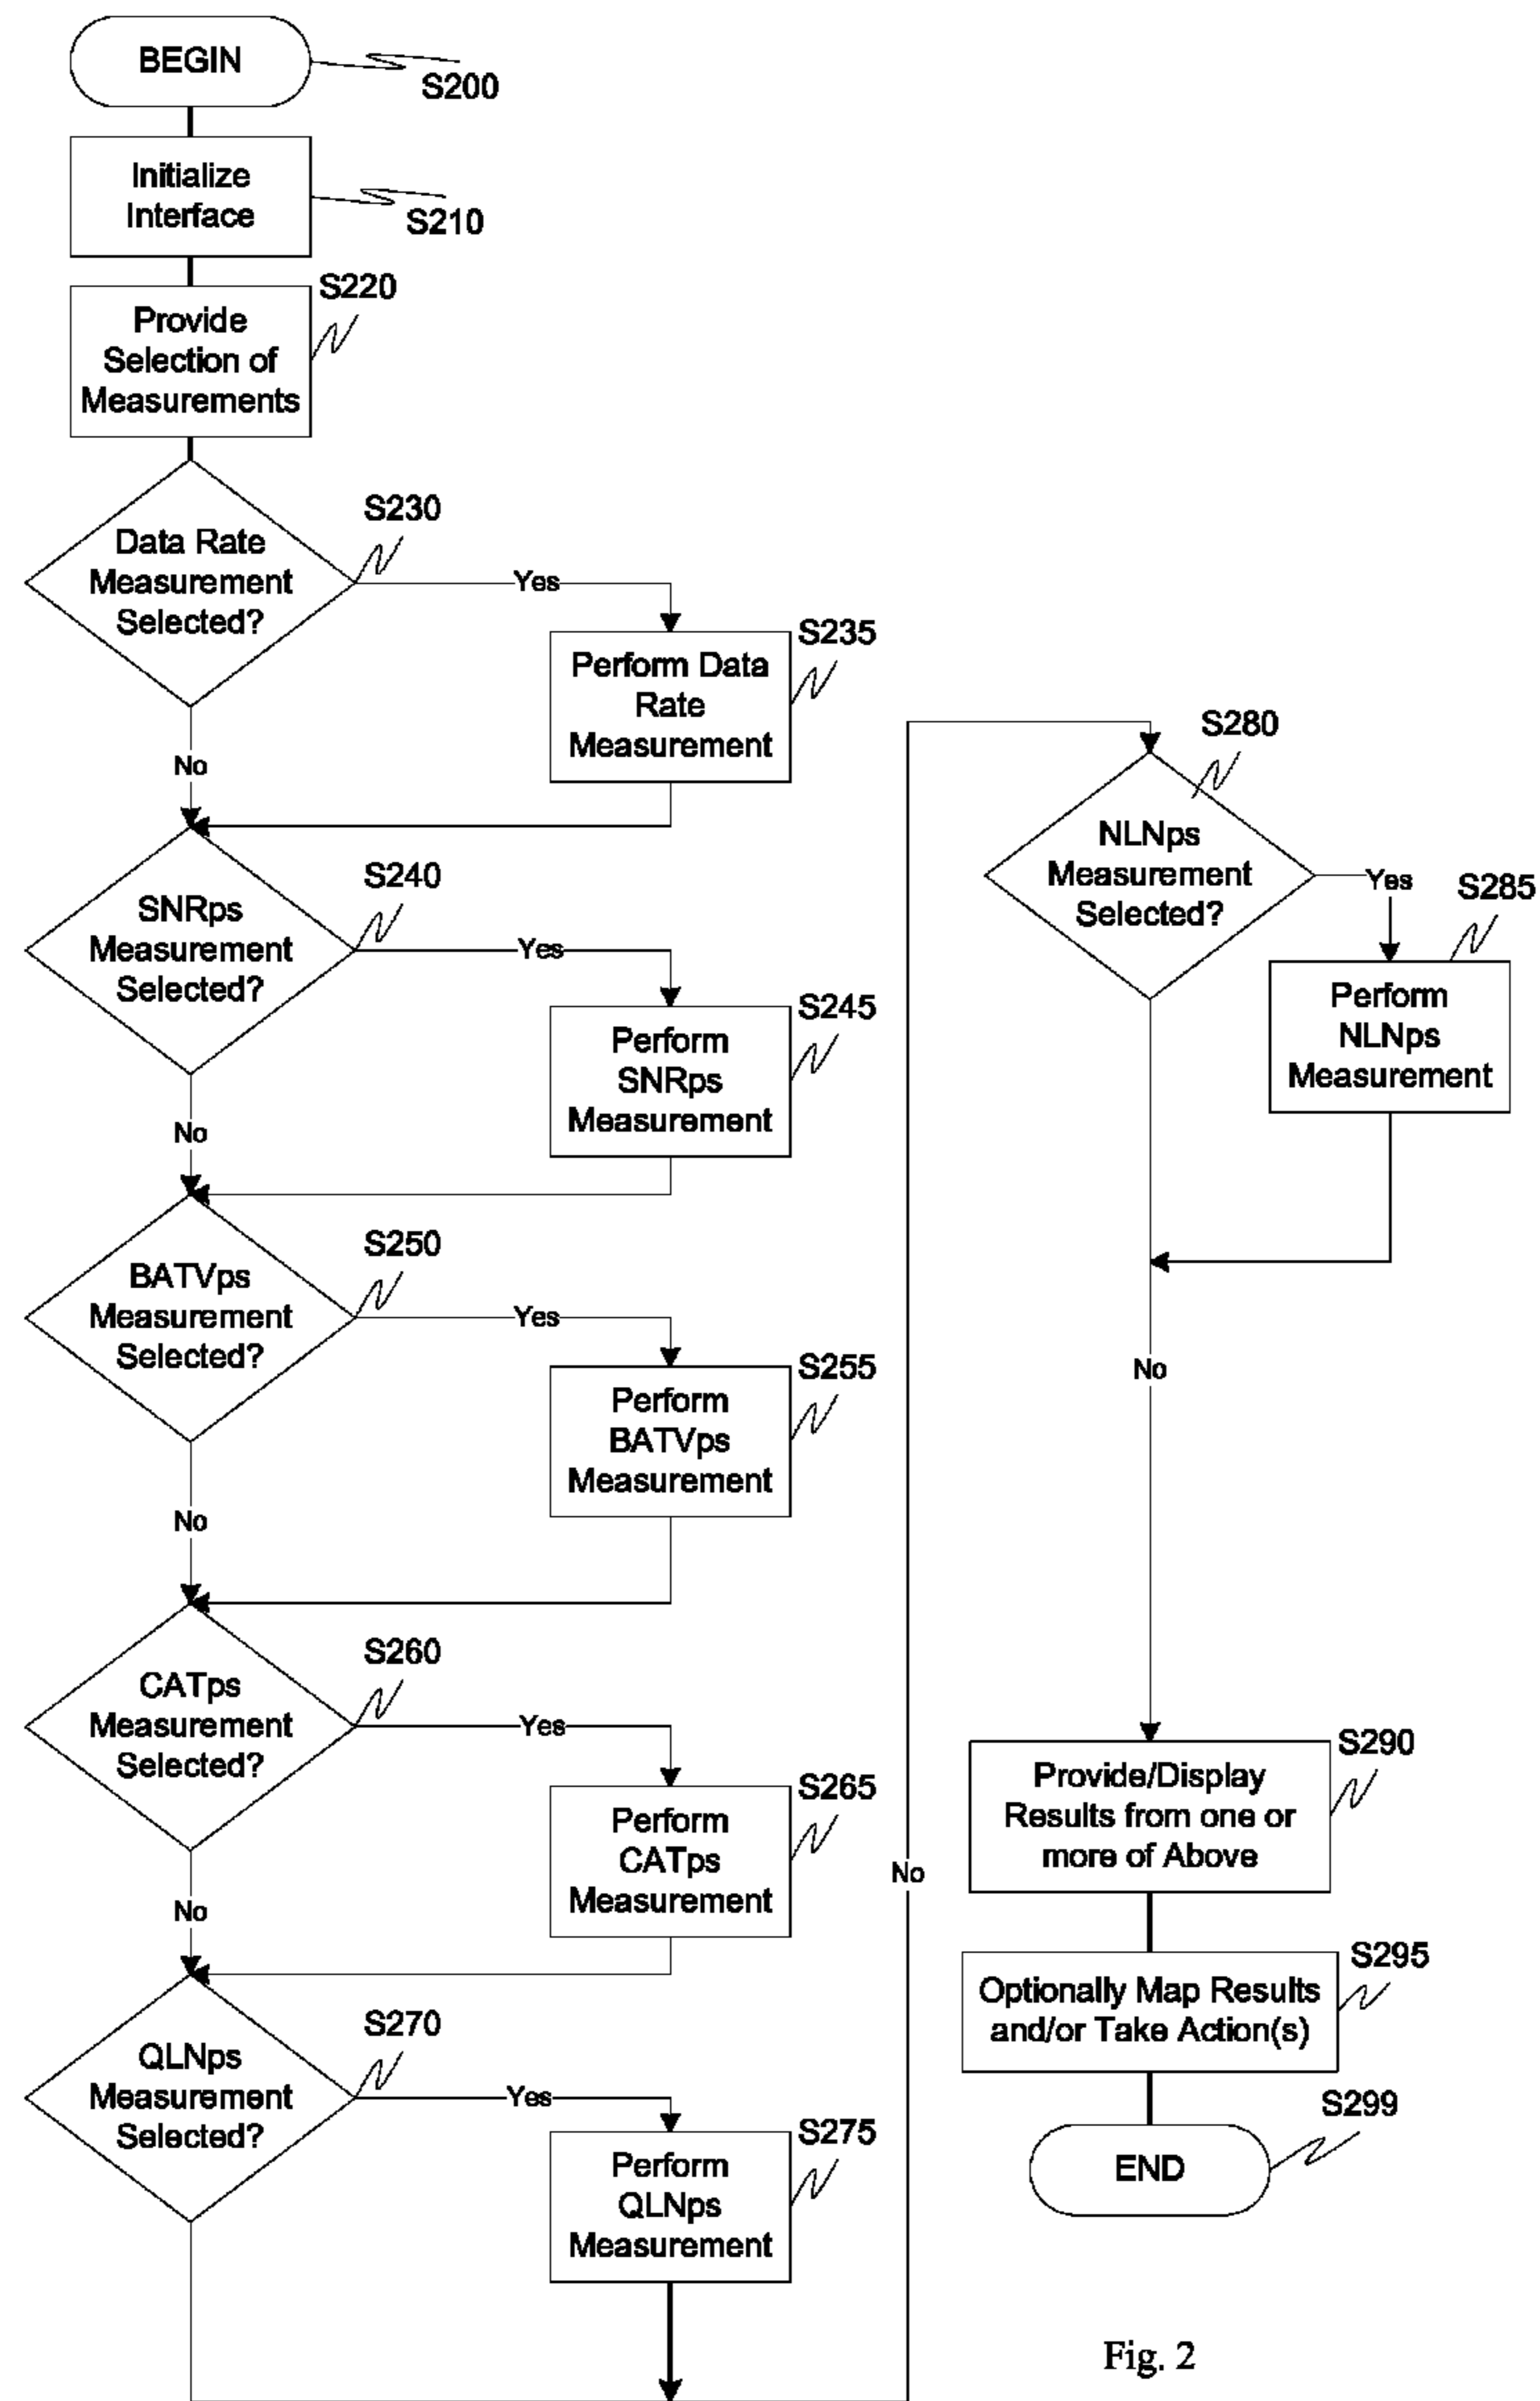 BEGIN
S200
Initialize
Interface
S210
S220
Provide
Selection of
Measurements
S230
Data Rate
Measurement
Selected?
Yes
S235
Perform Data
Rate
Measurement
No
S240
SNRps
Measurement
Selected?
Yes
S245
Perform
SNRps
Measurement
No
S250
BATVps
Measurement
Selected?
Yes
S255
Perform
BATVps
Measurement
No
S260
CATps
Measurement
Selected?
Yes
S265
Perform
CATps
Measurement
No
S270
QLNps
Measurement
Selected?
Yes
S275
Perform
QLNps
Measurement
No
S280
NLNps
Measurement
Selected?
Yes
S285
Perform
NLNps
Measurement
No
S290
Provide/Display
Results from one or
more of Above
S295
Optionally Map Results
and/or Take Action(s)
S299
END
Fig. 2